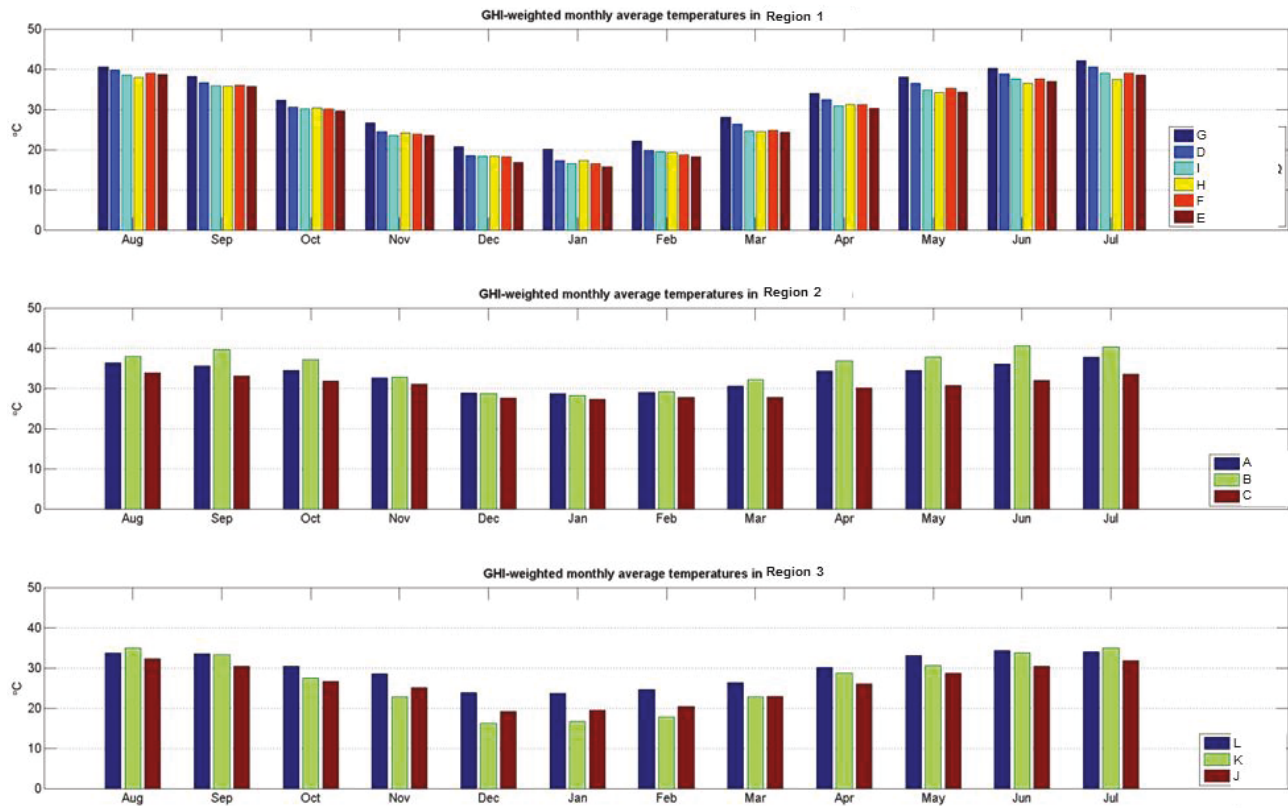 GHI-weighted monthly average temperatures in Region 1
50
40
30
20
10
0
°C
Aug Sep Oct Nov Dec Jan Feb Mar Apr May Jun Jul
G
D
I
H
F
E
GHI-weighted monthly average temperatures in Region 2
50
40
30
20
10
0
°C
Aug Sep Oct Nov Dec Jan Feb Mar Apr May Jun Jul
A
B
C
GHI-weighted monthly average temperatures in Region 3
50
40
30
20
10
0
°C
Aug Sep Oct Nov Dec Jan Feb Mar Apr May Jun Jul
L
K
J